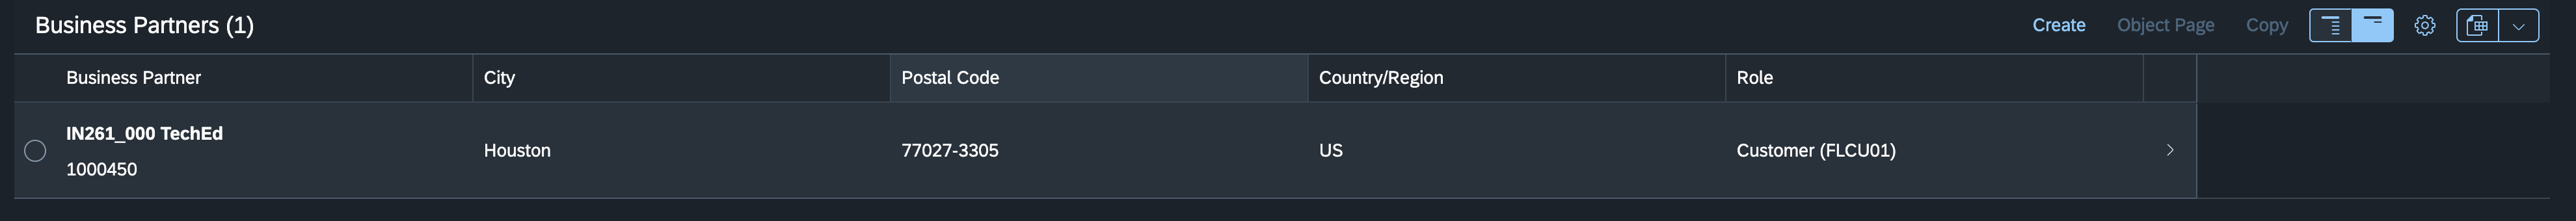 Business Partners (1)
Create Object Page Copy
Business Partner City Postal Code Country/Region Role
IN261_000 TechEd
1000450
Houston 77027-3305 US Customer (FLCU01)